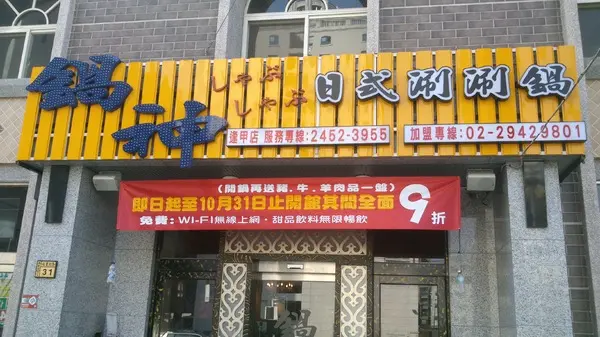 鍋神
しゃぶ
しゃぶ
日式涮涮鍋
逢甲店 服務專線:2452-3955
加盟專線:02-29429801
(開鍋再送豬.牛.羊肉品一盤)
即日起至10月31日止開館其間全面9折
免費:WI-FI無線上網·甜品飲料無限暢飲
31
鍋